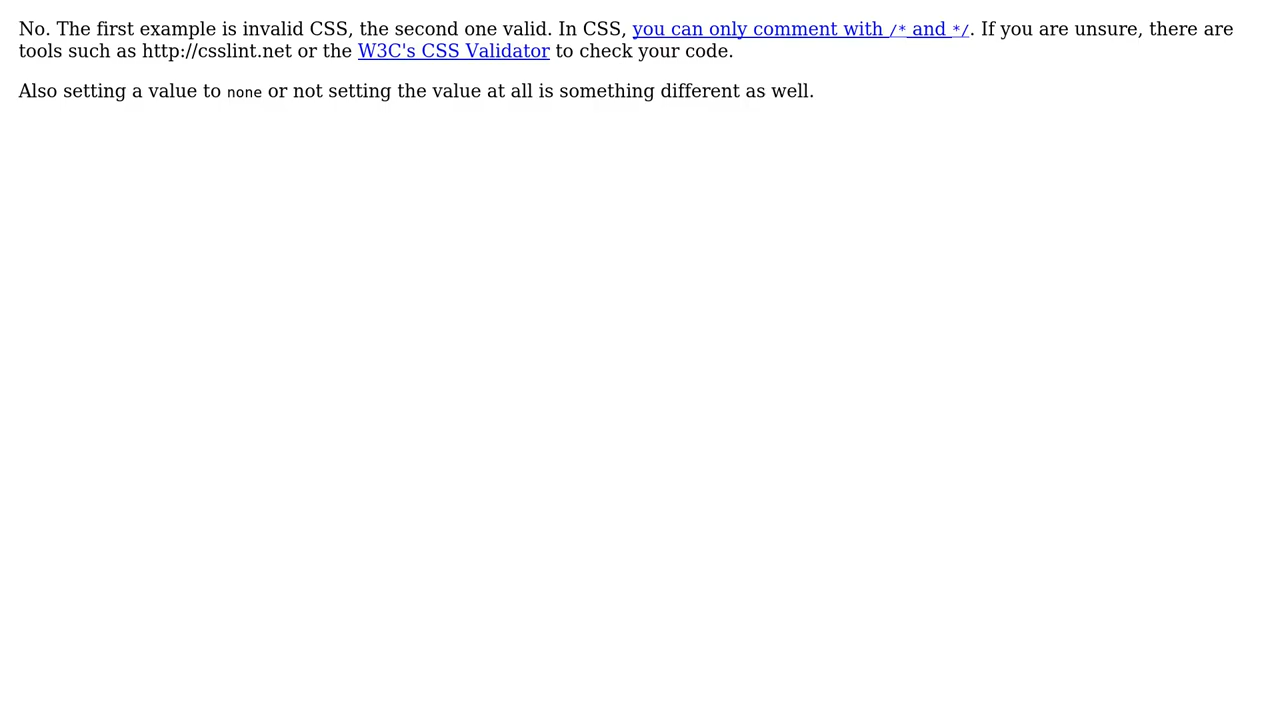 No. The first example is invalid CSS, the second one valid. In CSS, you can only comment with /* and */. If you are unsure, there are
tools such as http://csslint.net or the W3C's CSS Validator to check your code.
Also setting a value to none or not setting the value at all is something different as well.